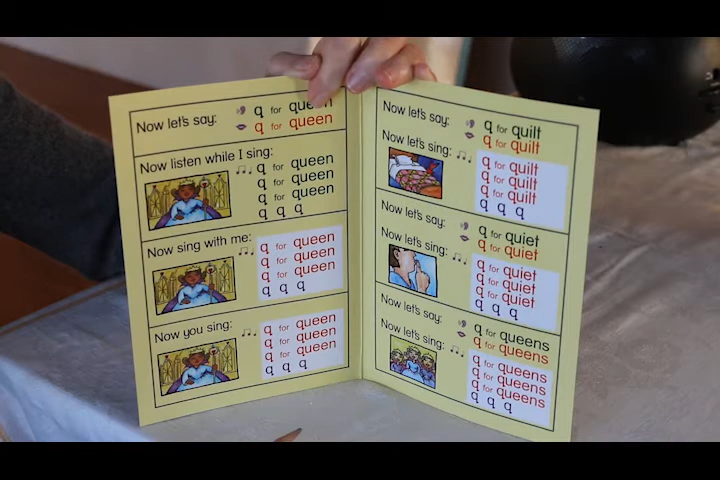 Now let's say:
q for queen
q for queen
Now listen while I sing:
q for queen
q for queen
q for queen
q q q
Now sing with me:
q for queen
q for queen
q for queen
q q q
Now you sing:
q for queen
q for queen
q for queen
q q q
Now let's say:
q for quilt
q for quilt
Now let's sing:
q for quilt
q for quilt
q for quilt
q q q
Now let's say:
q for quiet
q for quiet
Now let's sing:
q for quiet
q for quiet
q for quiet
q q q
Now let's say:
q for queens
q for queens
Now let's sing:
q for queens
q for queens
q for queens
q q q